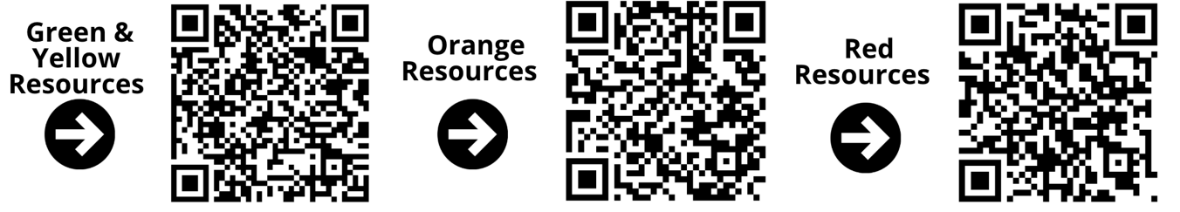 Green &
Yellow
Resources
Orange
Resources
Red
Resources